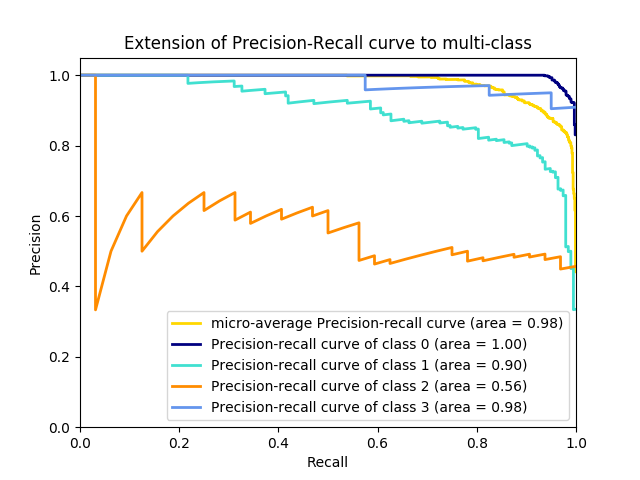 Extension of Precision-Recall curve to multi-class
1.0
0.8
0.6
0.4
0.2
0.0
Precision
micro-average Precision-recall curve (area = 0.98)
Precision-recall curve of class 0 (area = 1.00)
Precision-recall curve of class 1 (area = 0.90)
Precision-recall curve of class 2 (area = 0.56)
Precision-recall curve of class 3 (area = 0.98)
0.0 0.2 0.4 0.6 0.8 1.0
Recall